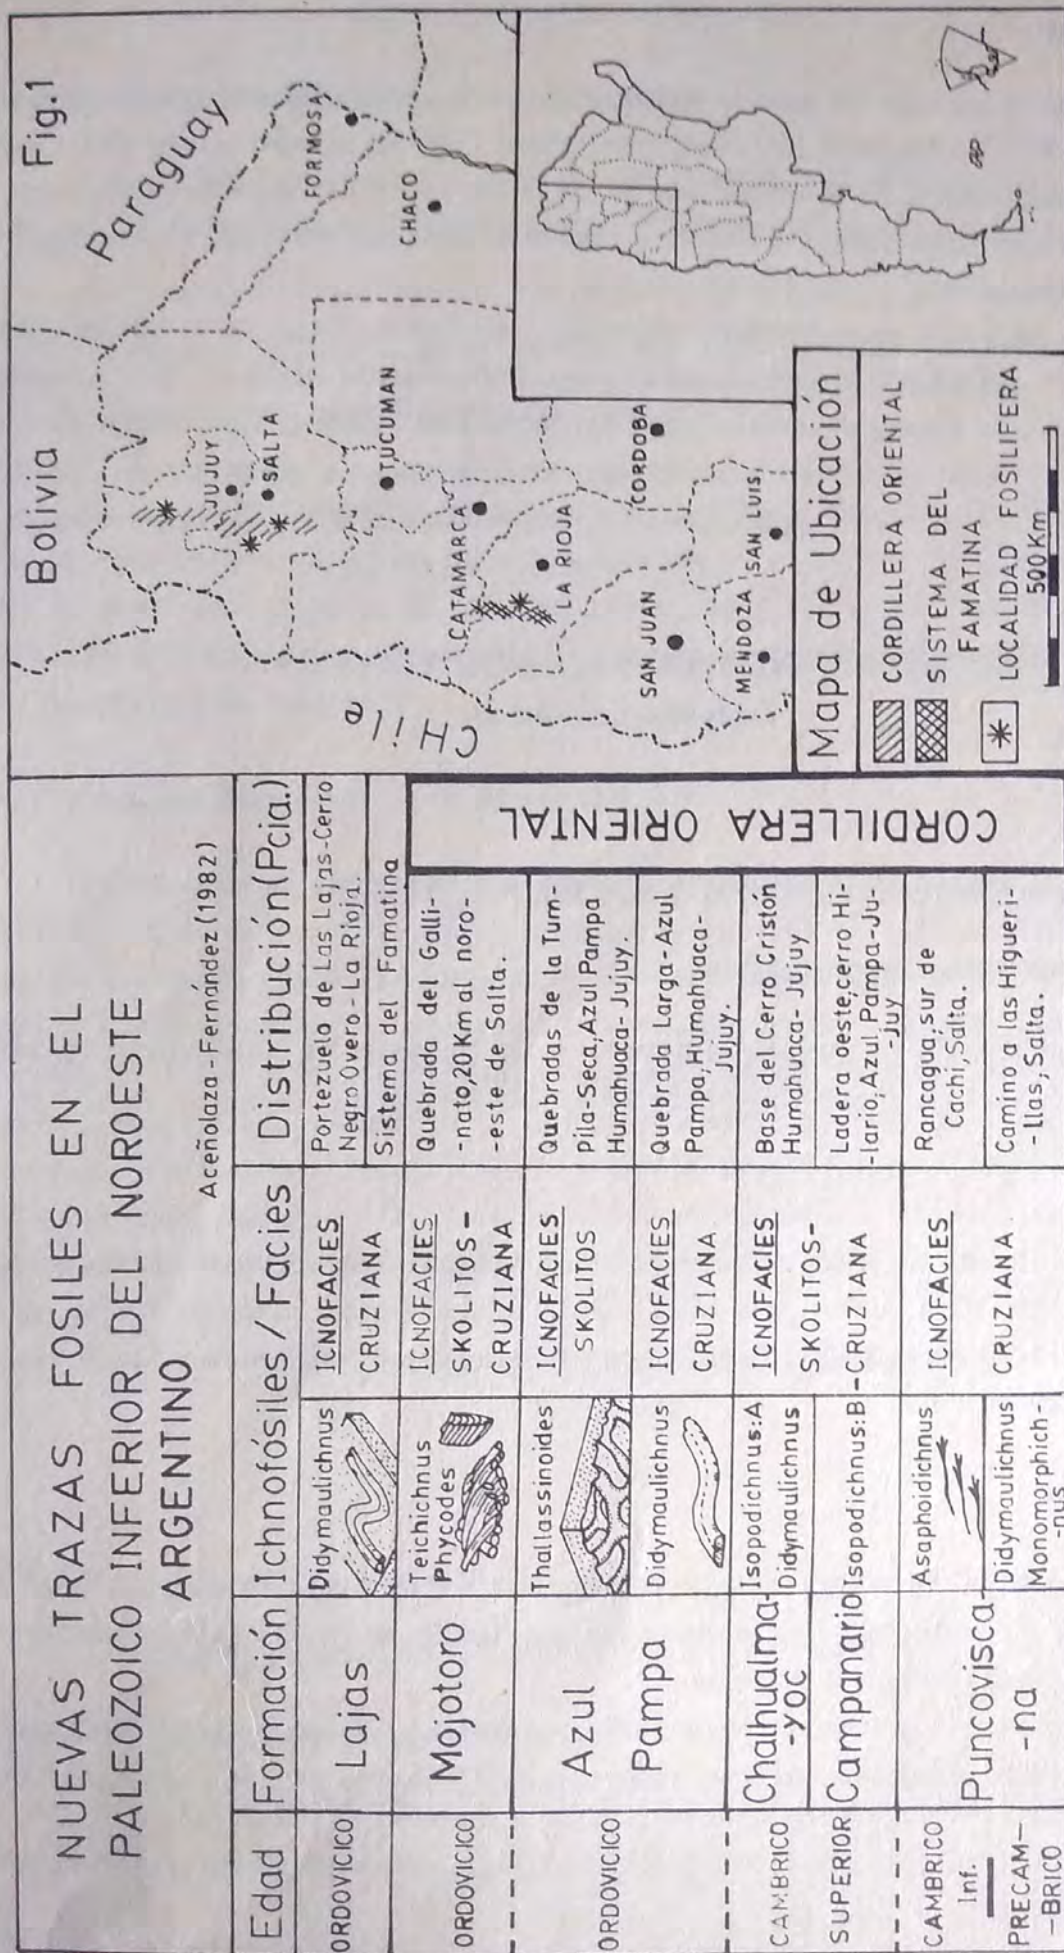 NUEVAS TRAZAS FOSILES EN EL
PALEOZOICO INFERIOR DEL NOROESTE
ARGENTINO
Aceñolaza-Fernández (1982)
Edad
Formación
Ichnofósiles / Facies
Distribución (Pcia.)
ORDOVICICO
Lajas
Didymaulichnus
ICNOFACIES
CRUZIANA
Portezuelo de Las Lajas-Cerro
Negro Overo - La Rioja.
Sistema del Famatina
ORDOVICICO
Mojotoro
Teichichnus
Phycodes
ICNOFACIES
SKOLITOS-
CRUZIANA
Quebrada del Galli-
-nato, 20 Km al noro-
-este de Salta.
ORDOVICICO
Azul
Pampa
Thallassinoides
ICNOFACIES
SKOLITOS
Quebradas de la Tum-
Pila-Seca, Azul Pampa
Humahuaca- Jujuy.
Didymaulichnus
ICNOFACIES
CRUZIANA
Quebrada Larga-Azul
Pampa, Humahuaca-
Jujuy.
CAMBRICO
Chalhualma-
-yOC
Isopodichnus:A
Didymaulichnus
ICNOFACIES
SKOLITOS-
Base del Cerro Cristón
Humahuaca- Jujuy
SUPERIOR
Campanario
Isopodichnus:B
-CRUZIANA
Ladera oeste, cerro Hi-
-lario, Azul Pampa-Ju-
-Juy
CAMBRICO
Inf.
PRECAM-
-BRICO
Puncovisca-
-na
Asaphoidichnus
ICNOFACIES
CRUZIANA
Rancagua, sur de
Cachi, Salta.
Didymaulichnus
Monomorphich-
-nus
Camino a las Higueri-
-llas, Salta.
CORDILLERA ORIENTAL
Fig.1
Bolivia
Paraguay
Chile
JUJUY
SALTA
FORMOSA
CHACO
TUCUMAN
CATAMARCA
LA RIOJA
CORDOBA
SAN JUAN
MENDOZA
SAN LUIS
Mapa de Ubicación
CORDILLERA ORIENTAL
SISTEMA DEL
FAMATINA
LOCALIDAD FOSILIFERA
500 Km